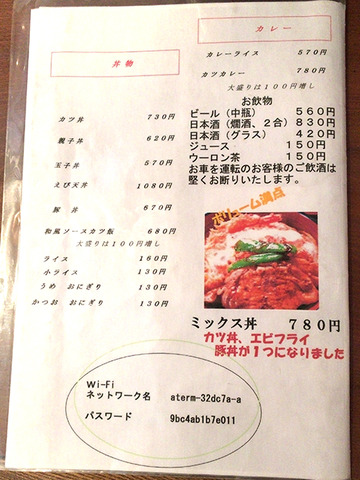 丼物
カツ丼 730円
親子丼 620円
玉子丼 570円
えび天丼 1080円
豚丼 670円
和風ソースカツ飯 680円
大盛りは100円増し
ライス 160円
小ライス 130円
うめ おにぎり 130円
かつお おにぎり 130円
カレー
カレーライス 570円
カツカレー 780円
大盛りは100円増し
お飲物
ビール(中瓶) 560円
日本酒(燗酒、2合) 830円
日本酒(グラス) 420円
ジュース 150円
ウーロン茶 150円
お車を運転のお客様のご飲酒は
堅くお断りいたします。
ボリューム満点
ミックス丼 780円
カツ丼、エビフライ
豚丼が1つになりました
Wi-Fi
ネットワーク名 aterm-32dc7a-a
パスワード 9bc4ab1b7e011